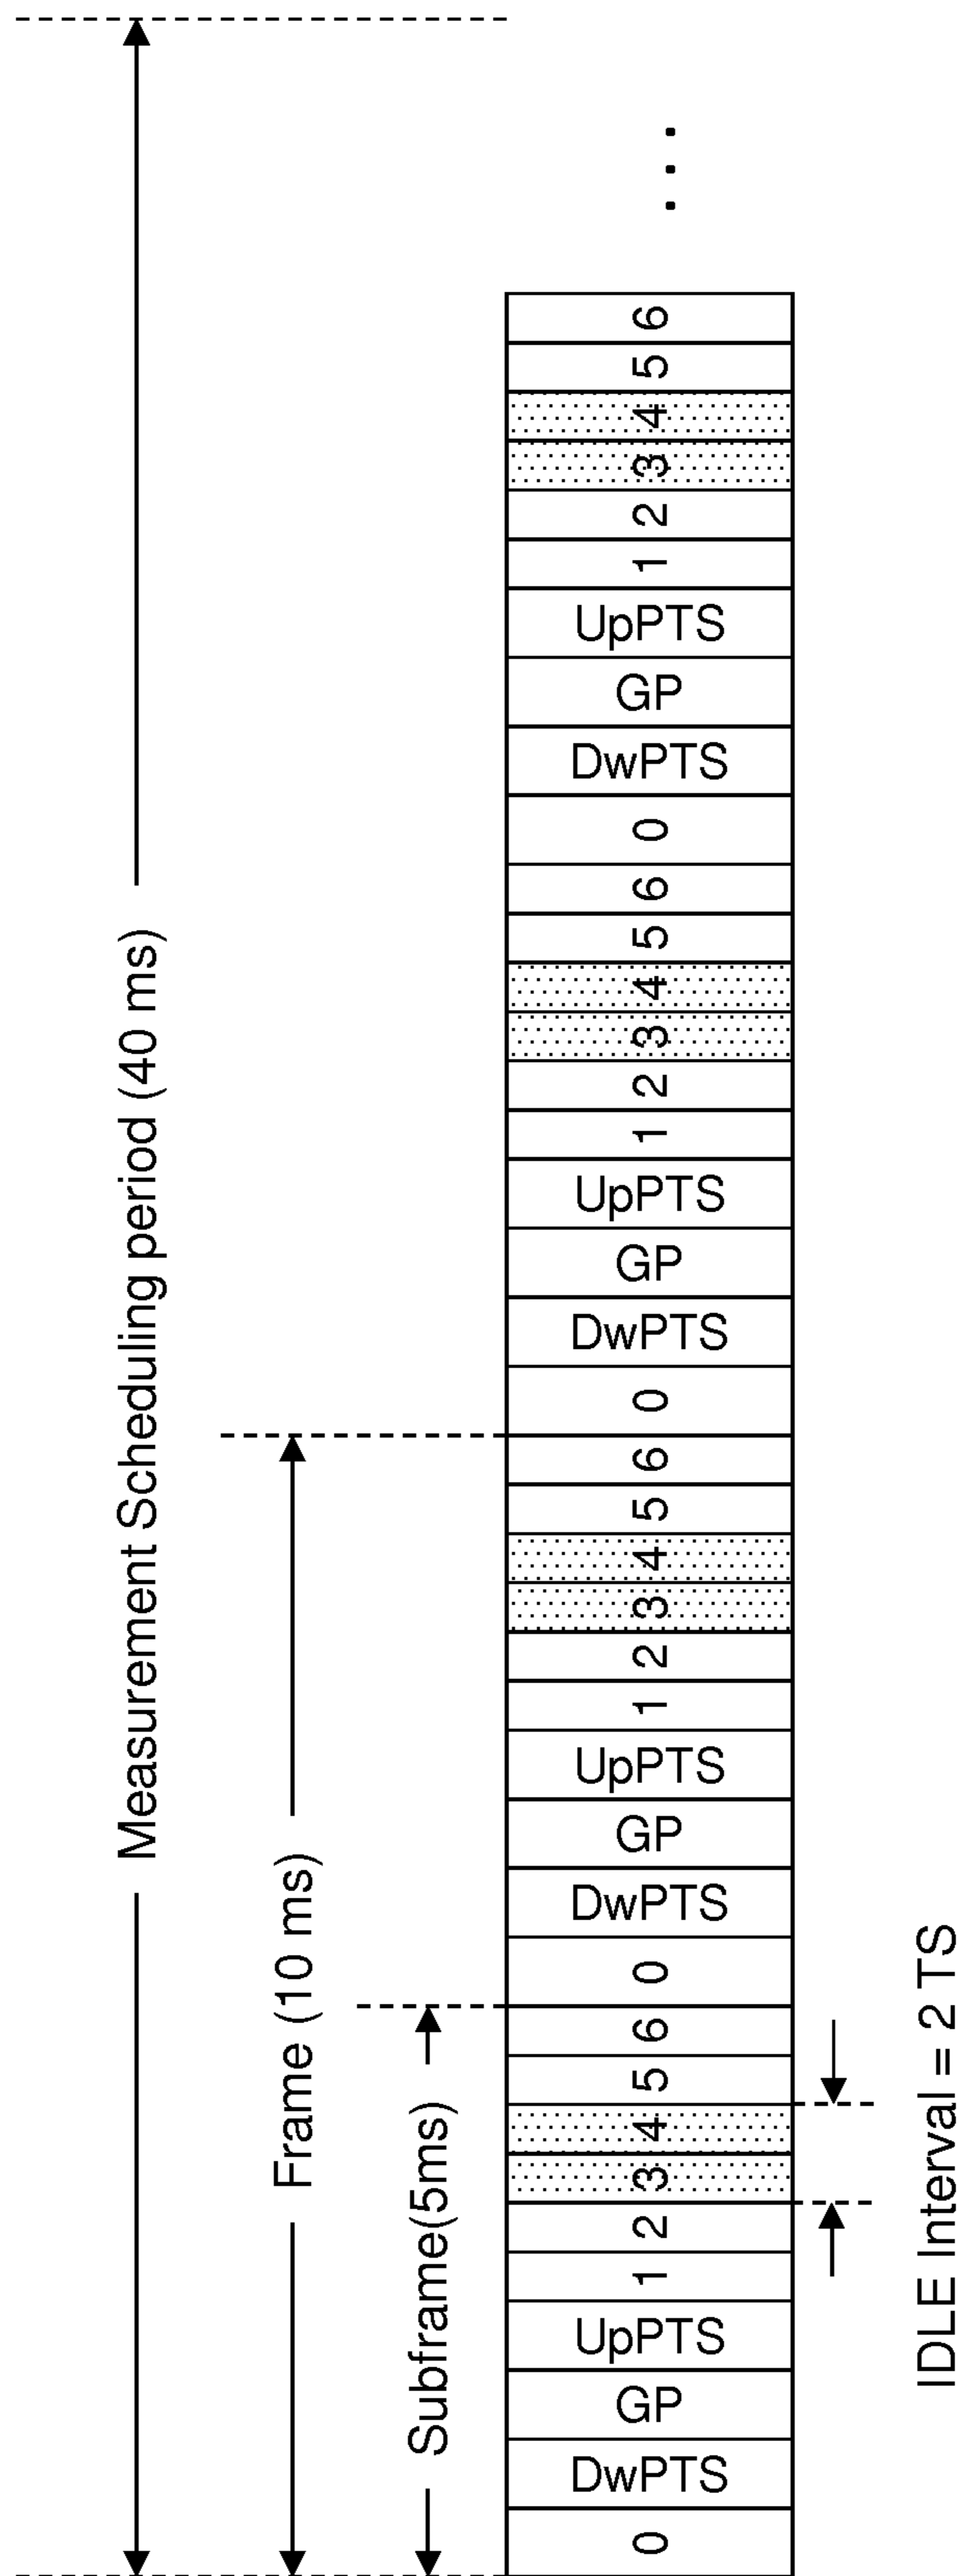 Measurement Scheduling period (40 ms)
Frame (10 ms)
Subframe(5ms)
0
DwPTS
GP
UpPTS
1
2
3
4
5
6
0
DwPTS
GP
UpPTS
1
2
3
4
5
6
0
DwPTS
GP
UpPTS
1
2
3
4
5
6
0
DwPTS
GP
UpPTS
1
2
3
4
5
6
...
IDLE Interval = 2 TS